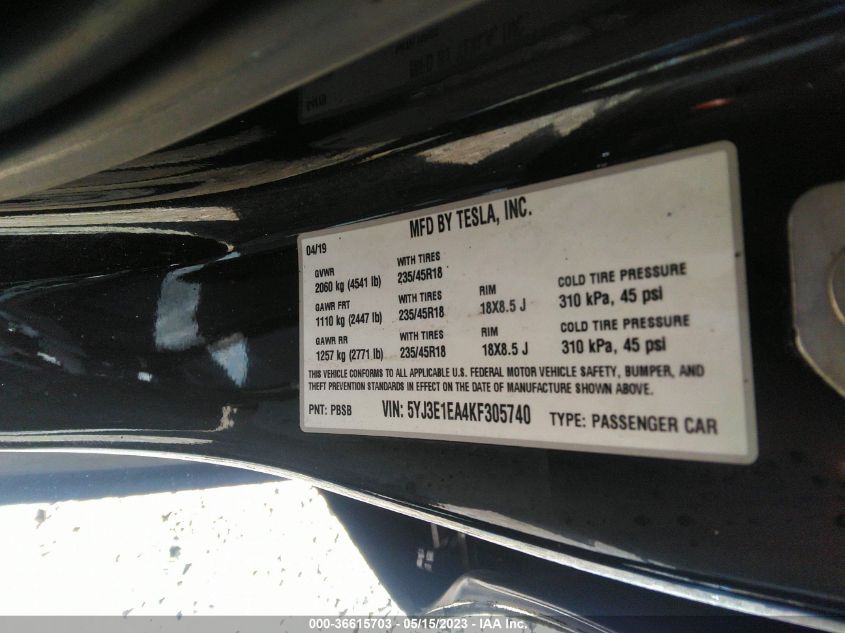 MFD BY TESLA, INC.
04/19
GVWR WITH TIRES
2060 kg (4541 lb) 235/45R18
GAWR FRT WITH TIRES RIM COLD TIRE PRESSURE
1110 kg (2447 lb) 235/45R18 18X8.5 J 310 kPa, 45 psi
GAWR RR WITH TIRES RIM COLD TIRE PRESSURE
1257 kg (2771 lb) 235/45R18 18X8.5 J 310 kPa, 45 psi
THIS VEHICLE CONFORMS TO ALL APPLICABLE U.S. FEDERAL MOTOR VEHICLE SAFETY, BUMPER, AND
THEFT PREVENTION STANDARDS IN EFFECT ON THE DATE OF MANUFACTURE SHOWN ABOVE.
PNT: PBSB VIN: 5YJ3E1EA4KF305740 TYPE: PASSENGER CAR
000-36615703 - 05/15/2023 - IAAI.COM